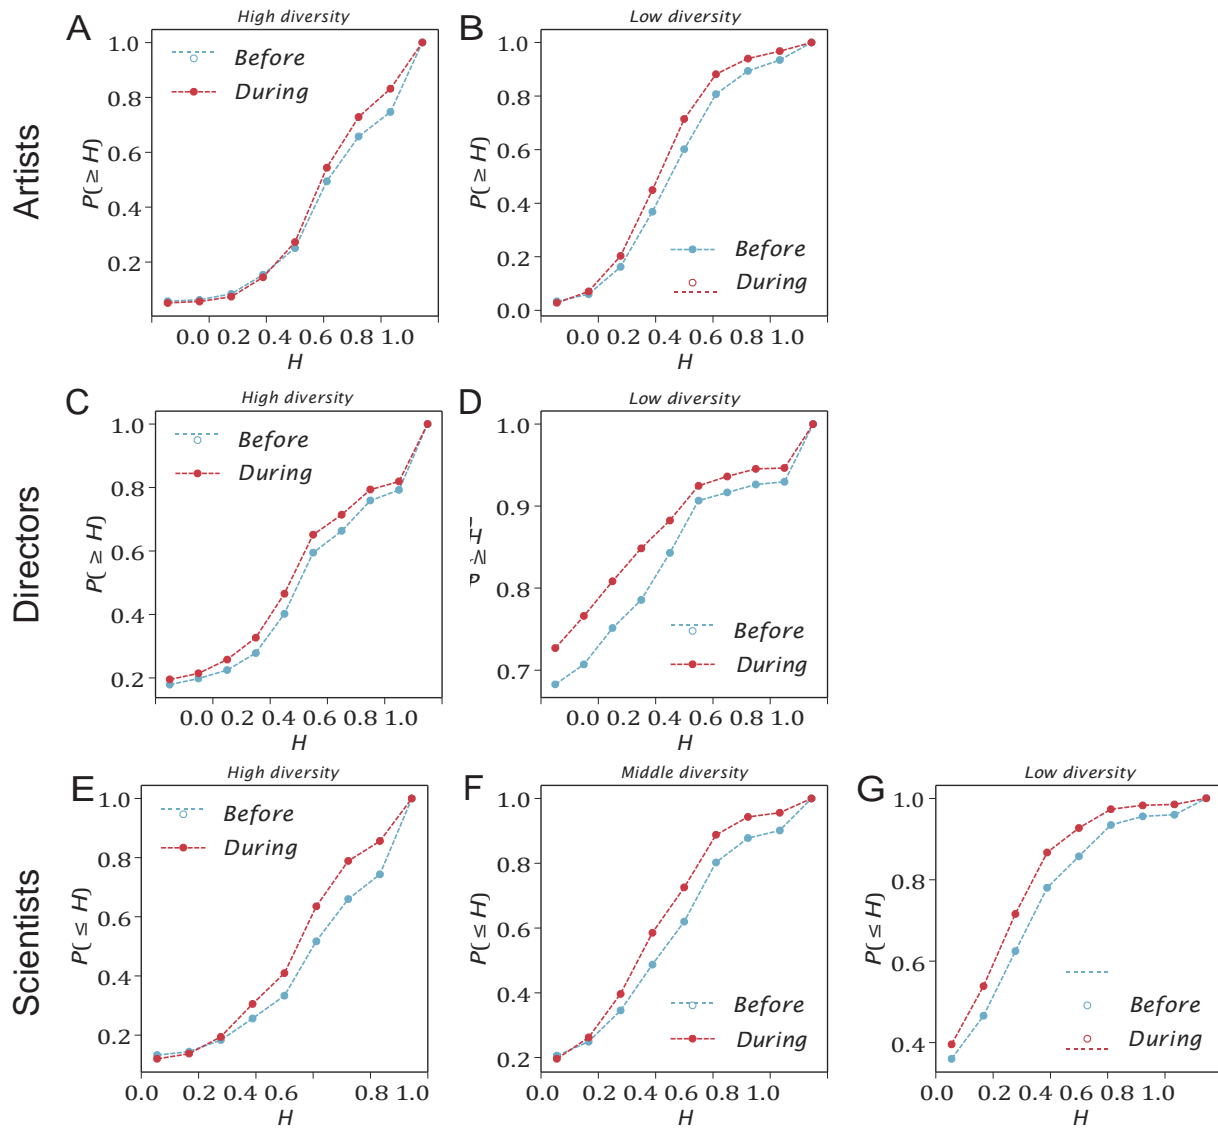 Artists
A
High diversity
Before
During
1.0
0.8
0.6
0.4
0.2
P(≥ H)
0.0 0.2 0.4 0.6 0.8 1.0
H
B
Low diversity
1.0
0.8
0.6
0.4
0.2
0.0
P(≥ H)
Before
During
0.0 0.2 0.4 0.6 0.8 1.0
H
Directors
C
High diversity
Before
During
1.0
0.8
0.6
0.4
0.2
P(≥ H)
0.0 0.2 0.4 0.6 0.8 1.0
H
D
Low diversity
1.0
0.9
0.8
0.7
H
P
Before
During
0.0 0.2 0.4 0.6 0.8 1.0
H
Scientists
E
High diversity
Before
During
1.0
0.8
0.6
0.4
0.2
P(≤ H)
0.0 0.2 0.4 0.6 0.8 1.0
H
F
Middle diversity
1.0
0.8
0.6
0.4
0.2
P(≤ H)
Before
During
0.0 0.2 0.4 0.6 0.8 1.0
H
G
Low diversity
1.0
0.8
0.6
0.4
P(≤ H)
Before
During
0.0 0.2 0.4 0.6 0.8 1.0
H